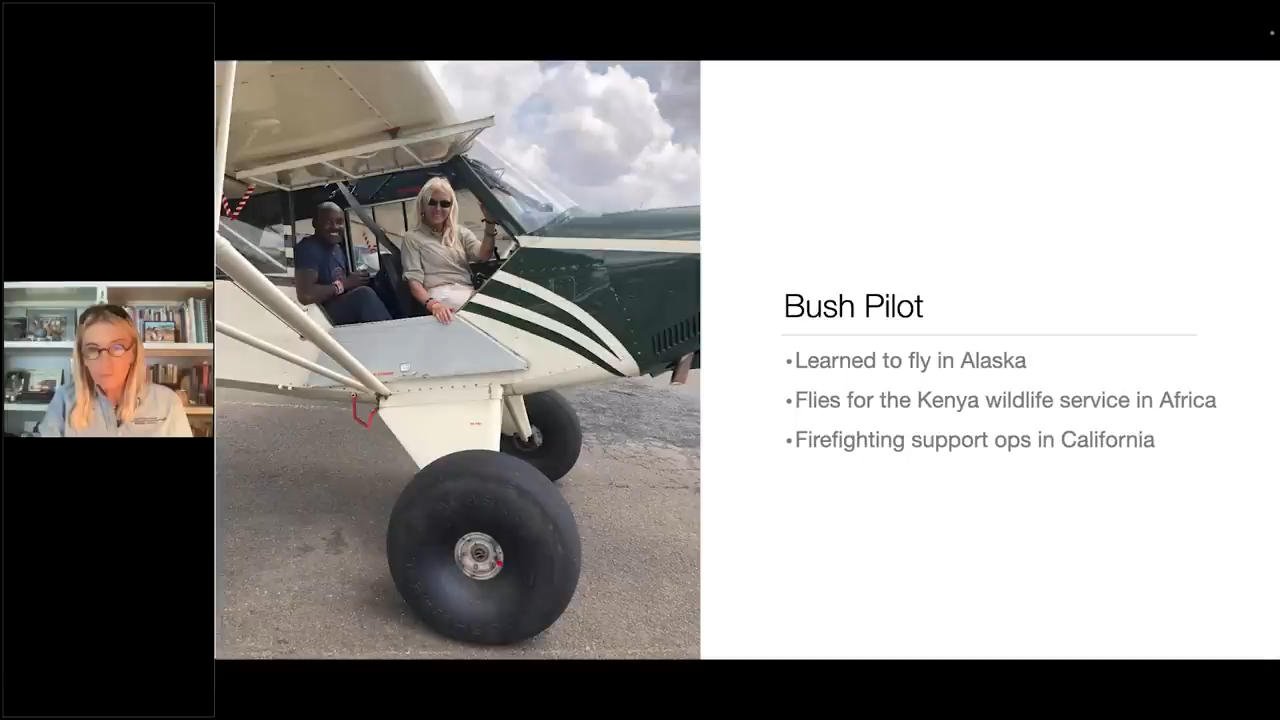 Bush Pilot
•Learned to fly in Alaska
•Flies for the Kenya wildlife service in Africa
•Firefighting support ops in California